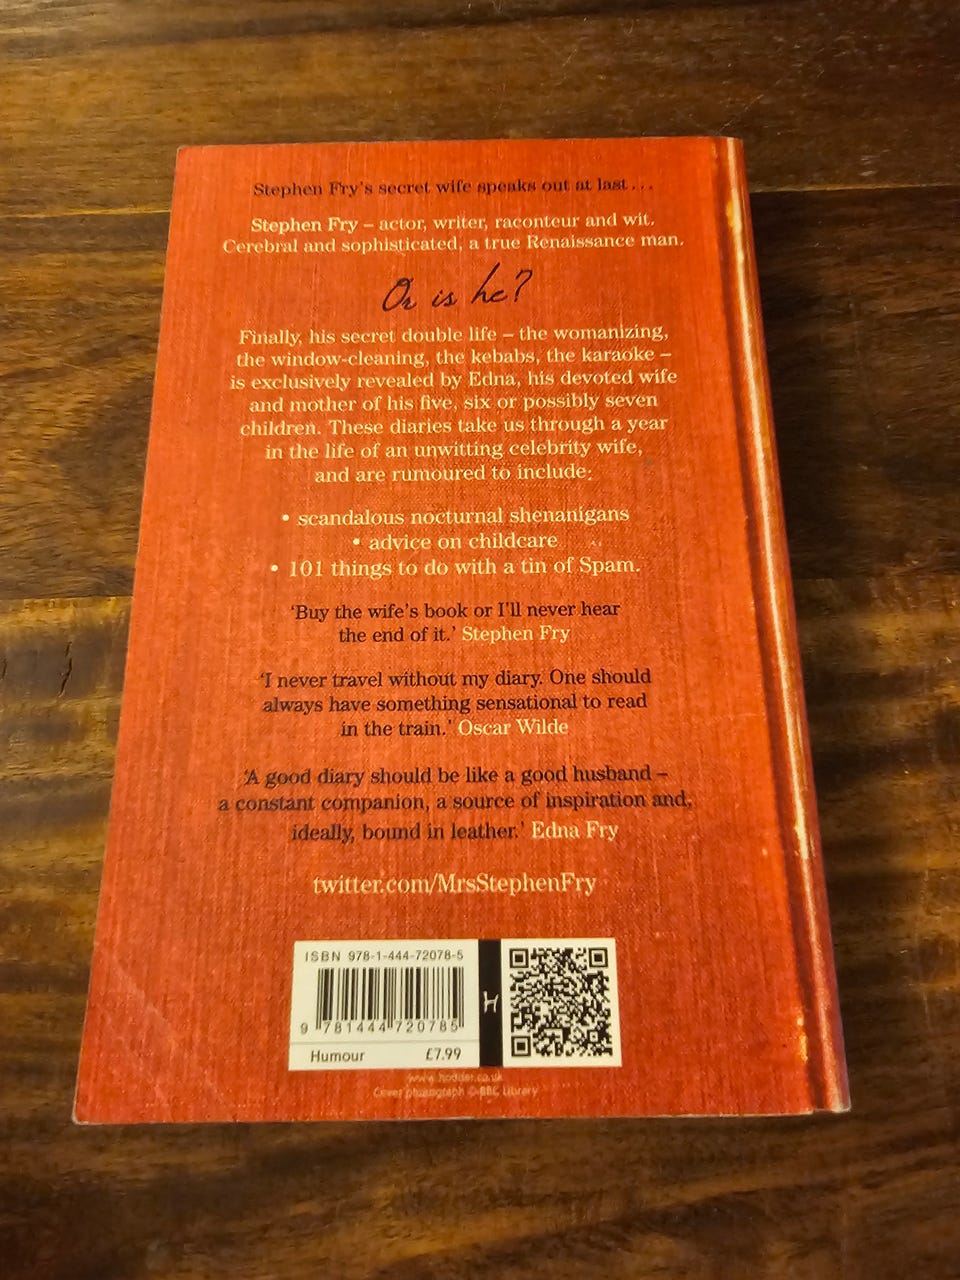 Stephen Fry's secret wife speaks out at last . . .
Stephen Fry – actor, writer, raconteur and wit.
Cerebral and sophisticated, a true Renaissance man.
Or is he?
Finally, his secret double life – the womanizing,
the window-cleaning, the kebabs, the karaoke –
is exclusively revealed by Edna, his devoted wife
and mother of his five, six or possibly seven
children. These diaries take us through a year
in the life of an unwitting celebrity wife,
and are rumoured to include:
• scandalous nocturnal shenanigans
• advice on childcare
• 101 things to do with a tin of Spam.
'Buy the wife's book or I'll never hear
the end of it.' Stephen Fry
'I never travel without my diary. One should
always have something sensational to read
in the train.' Oscar Wilde
'A good diary should be like a good husband –
a constant companion, a source of inspiration and,
ideally, bound in leather.' Edna Fry
twitter.com/MrsStephenFry
ISBN 978-1-444-72078-5
9 781444 720785
H
Humour £7.99
www.hodder.co.uk
Cover photograph © BBC Library